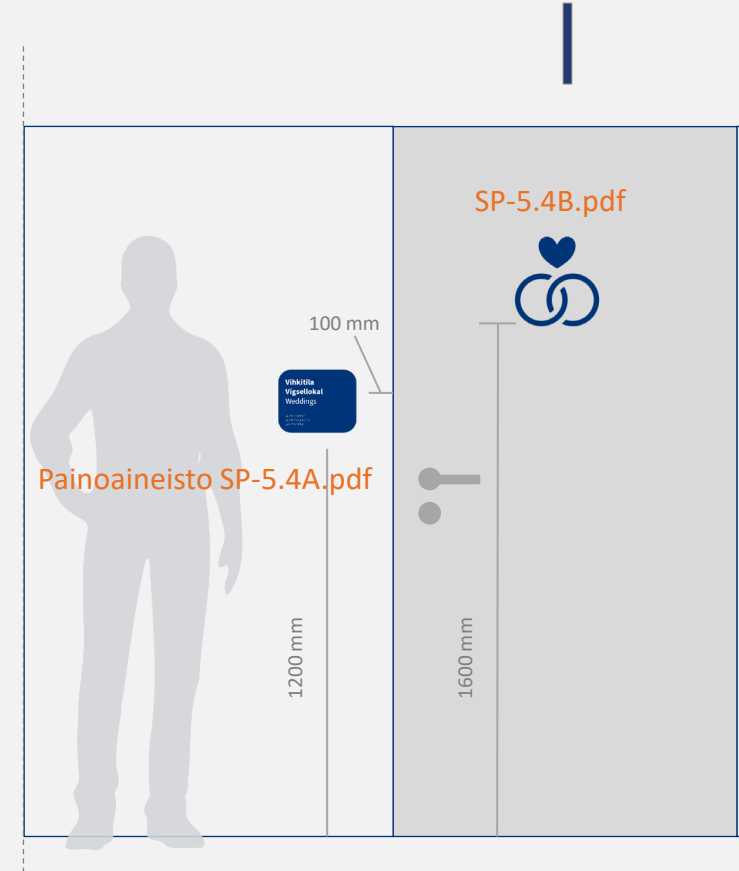 SP-5.4B.pdf
100 mm
Vihkitila
Vigsellokal
Weddings
Painoaineisto SP-5.4A.pdf
1200 mm
1600 mm